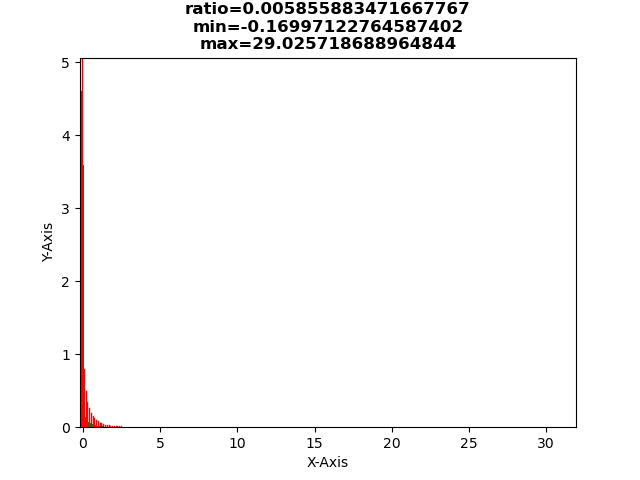 ratio=0.005855883471667767
min=-0.16997122764587402
max=29.025718688964844
5
4
3
2
1
0
Y-Axis
0 5 10 15 20 25 30
X-Axis